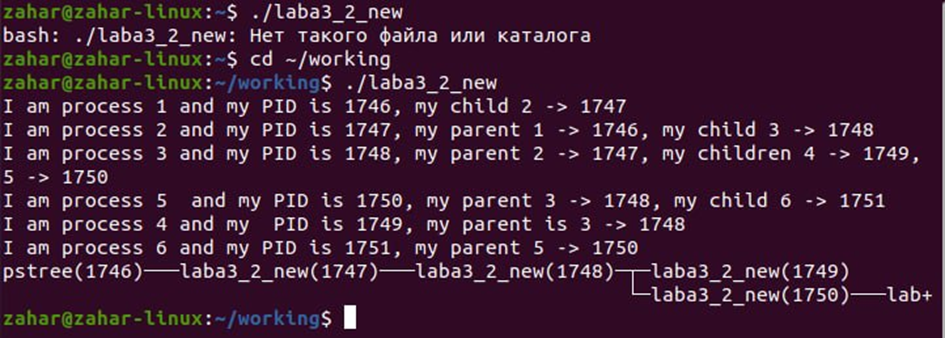 zahar@zahar-linux:~$ ./laba3_2_new
bash: ./laba3_2_new: Нет такого файла или каталога
zahar@zahar-linux:~$ cd ~/working
zahar@zahar-linux:~/working$ ./laba3_2_new
I am process 1 and my PID is 1746, my child 2 -> 1747
I am process 2 and my PID is 1747, my parent 1 -> 1746, my child 3 -> 1748
I am process 3 and my PID is 1748, my parent 2 -> 1747, my children 4 -> 1749,
5 -> 1750
I am process 5  and my PID is 1750, my parent 3 -> 1748, my child 6 -> 1751
I am process 4 and my  PID is 1749, my parent is 3 -> 1748
I am process 6 and my PID is 1751, my parent 5 -> 1750
pstree(1746)───laba3_2_new(1747)───laba3_2_new(1748)─┬─laba3_2_new(1749)
└─laba3_2_new(1750)───lab+
zahar@zahar-linux:~/working$